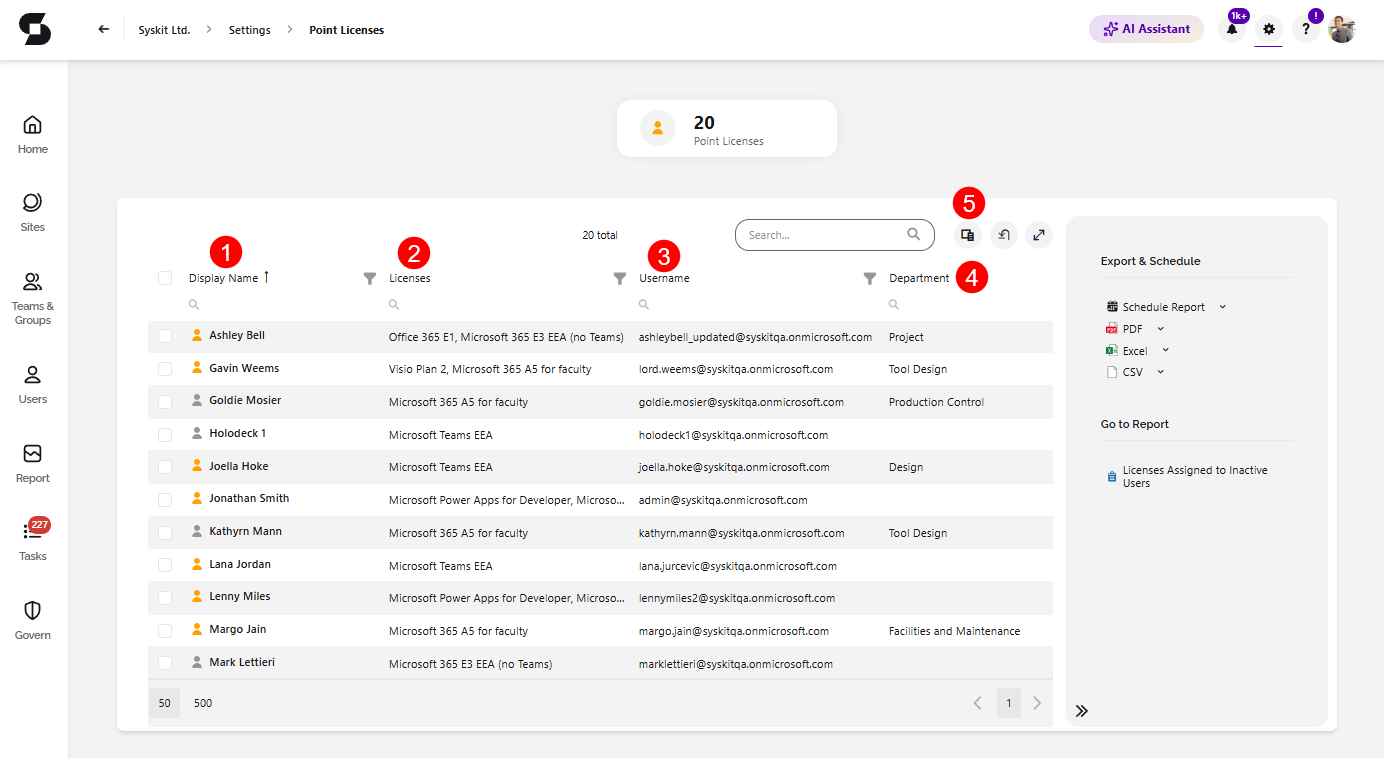 Syskit Ltd. Settings Point Licenses
AI Assistant
1k+
!
?
Home
Sites
Teams &
Groups
Users
Report
227
Tasks
Govern
20
Point Licenses
20 total
Search...
5
1
2
3
4
Display Name ↑ Licenses Username Department
Ashley Bell Office 365 E1, Microsoft 365 E3 EEA (no Teams) ashleybell_updated@syskitqa.onmicrosoft.com Project
Gavin Weems Visio Plan 2, Microsoft 365 A5 for faculty lord.weems@syskitqa.onmicrosoft.com Tool Design
Goldie Mosier Microsoft 365 A5 for faculty goldie.mosier@syskitqa.onmicrosoft.com Production Control
Holodeck 1 Microsoft Teams EEA holodeck1@syskitqa.onmicrosoft.com
Joella Hoke Microsoft Teams EEA joella.hoke@syskitqa.onmicrosoft.com Design
Jonathan Smith Microsoft Power Apps for Developer, Microso... admin@syskitqa.onmicrosoft.com
Kathyrn Mann Microsoft 365 A5 for faculty kathyrn.mann@syskitqa.onmicrosoft.com Tool Design
Lana Jordan Microsoft Teams EEA lana.jurcevic@syskitqa.onmicrosoft.com
Lenny Miles Microsoft Power Apps for Developer, Microso... lennymiles2@syskitqa.onmicrosoft.com
Margo Jain Microsoft 365 A5 for faculty margo.jain@syskitqa.onmicrosoft.com Facilities and Maintenance
Mark Lettieri Microsoft 365 E3 EEA (no Teams) marklettieri@syskitqa.onmicrosoft.com
50 500
1
Export & Schedule
Schedule Report
PDF
Excel
CSV
Go to Report
Licenses Assigned to Inactive
Users